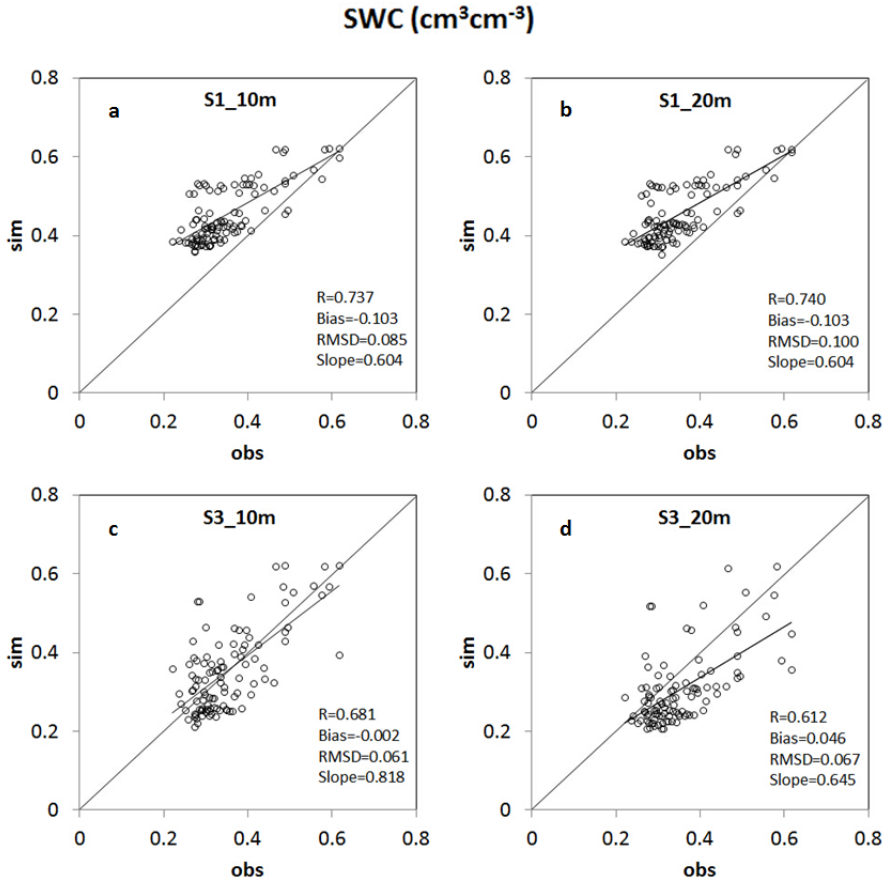 SWC (cm³cm⁻³)
a
S1_10m
0.8
0.6
0.4
0.2
0
sim
R=0.737
Bias=-0.103
RMSD=0.085
Slope=0.604
0 0.2 0.4 0.6 0.8
obs
b
S1_20m
0.8
0.6
0.4
0.2
0
sim
R=0.740
Bias=-0.103
RMSD=0.100
Slope=0.604
0 0.2 0.4 0.6 0.8
obs
c
S3_10m
0.8
0.6
0.4
0.2
0
sim
R=0.681
Bias=-0.002
RMSD=0.061
Slope=0.818
0 0.2 0.4 0.6 0.8
obs
d
S3_20m
0.8
0.6
0.4
0.2
0
sim
R=0.612
Bias=0.046
RMSD=0.067
Slope=0.645
0 0.2 0.4 0.6 0.8
obs